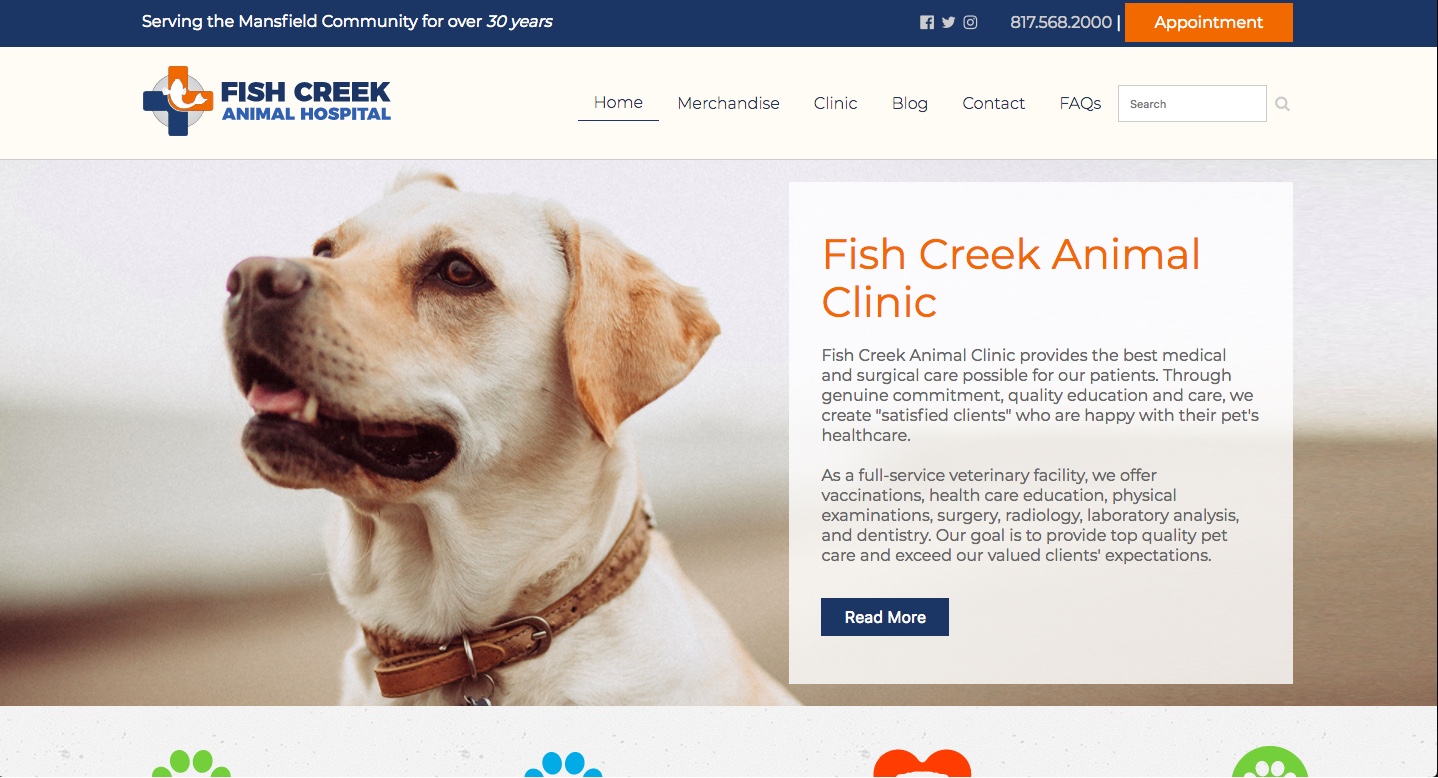 Serving the Mansfield Community for over 30 years
817.568.2000 | Appointment
FISH CREEK
ANIMAL HOSPITAL
Home Merchandise Clinic Blog Contact FAQs Search
Fish Creek Animal
Clinic
Fish Creek Animal Clinic provides the best medical
and surgical care possible for our patients. Through
genuine commitment, quality education and care, we
create "satisfied clients" who are happy with their pet's
healthcare.
As a full-service veterinary facility, we offer
vaccinations, health care education, physical
examinations, surgery, radiology, laboratory analysis,
and dentistry. Our goal is to provide top quality pet
care and exceed our valued clients' expectations.
Read More